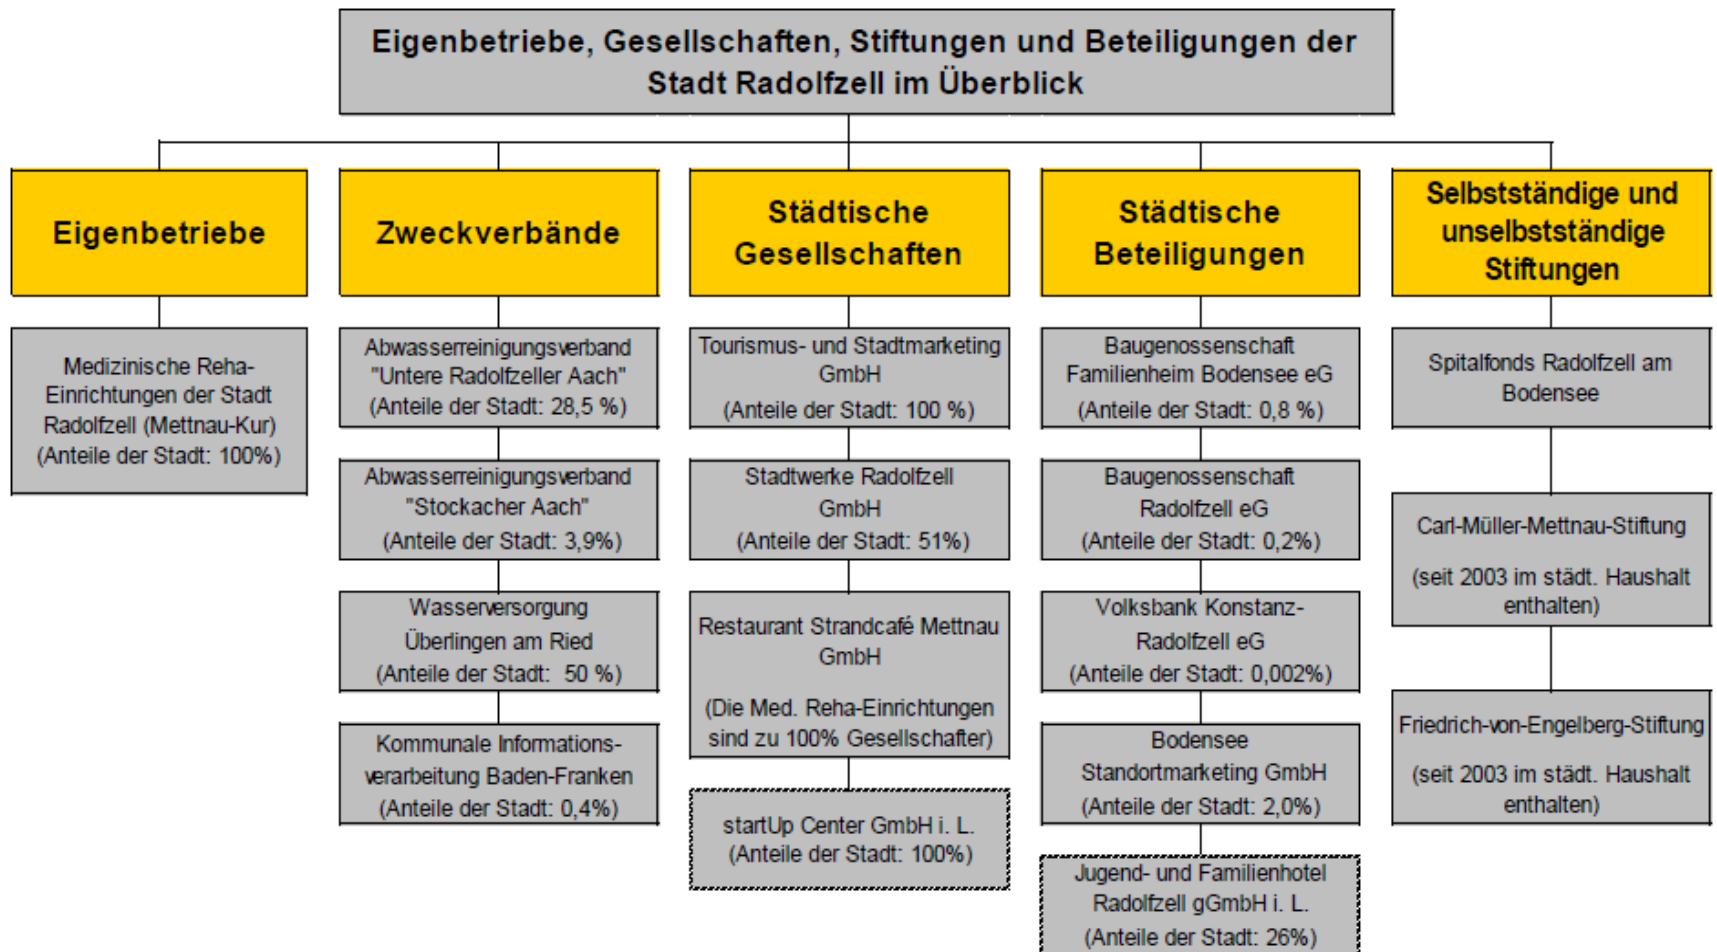 Eigenbetriebe, Gesellschaften, Stiftungen und Beteiligungen der
Stadt Radolfzell im Überblick
Eigenbetriebe
Medizinische Reha-
Einrichtungen der Stadt
Radolfzell (Mettnau-Kur)
(Anteile der Stadt: 100%)
Zweckverbände
Abwasserreinigungsverband
"Untere Radolfzeller Aach"
(Anteile der Stadt: 28,5 %)
Abwasserreinigungsverband
"Stockacher Aach"
(Anteile der Stadt: 3,9%)
Wasserversorgung
Überlingen am Ried
(Anteile der Stadt: 50 %)
Kommunale Informations-
verarbeitung Baden-Franken
(Anteile der Stadt: 0,4%)
Städtische
Gesellschaften
Tourismus- und Stadtmarketing
GmbH
(Anteile der Stadt: 100 %)
Stadtwerke Radolfzell
GmbH
(Anteile der Stadt: 51%)
Restaurant Strandcafé Mettnau
GmbH
(Die Med. Reha-Einrichtungen
sind zu 100% Gesellschafter)
startUp Center GmbH i. L.
(Anteile der Stadt: 100%)
Städtische
Beteiligungen
Baugenossenschaft
Familienheim Bodensee eG
(Anteile der Stadt: 0,8 %)
Baugenossenschaft
Radolfzell eG
(Anteile der Stadt: 0,2%)
Volksbank Konstanz-
Radolfzell eG
(Anteile der Stadt: 0,002%)
Bodensee
Standortmarketing GmbH
(Anteile der Stadt: 2,0%)
Jugend- und Familienhotel
Radolfzell gGmbH i. L.
(Anteile der Stadt: 26%)
Selbstständige und
unselbstständige
Stiftungen
Spitalfonds Radolfzell am
Bodensee
Carl-Müller-Mettnau-Stiftung
(seit 2003 im städt. Haushalt
enthalten)
Friedrich-von-Engelberg-Stiftung
(seit 2003 im städt. Haushalt
enthalten)